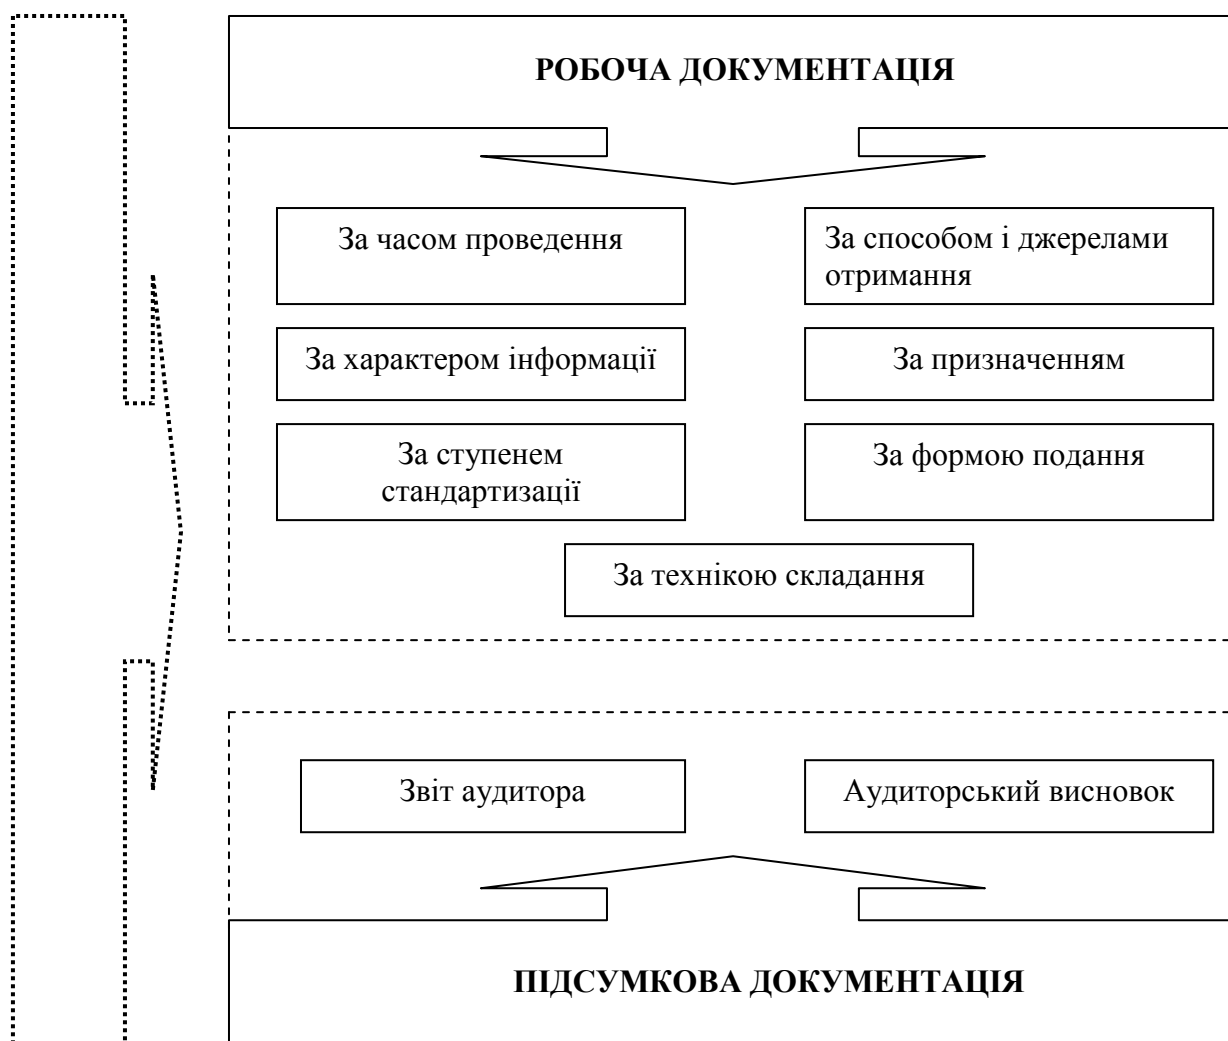 РОБОЧА ДОКУМЕНТАЦІЯ
За часом проведення
За способом і джерелами
отримання
За характером інформації
За призначенням
За ступенем
стандартизації
За формою подання
За технікою складання
Звіт аудитора
Аудиторський висновок
ПІДСУМКОВА ДОКУМЕНТАЦІЯ